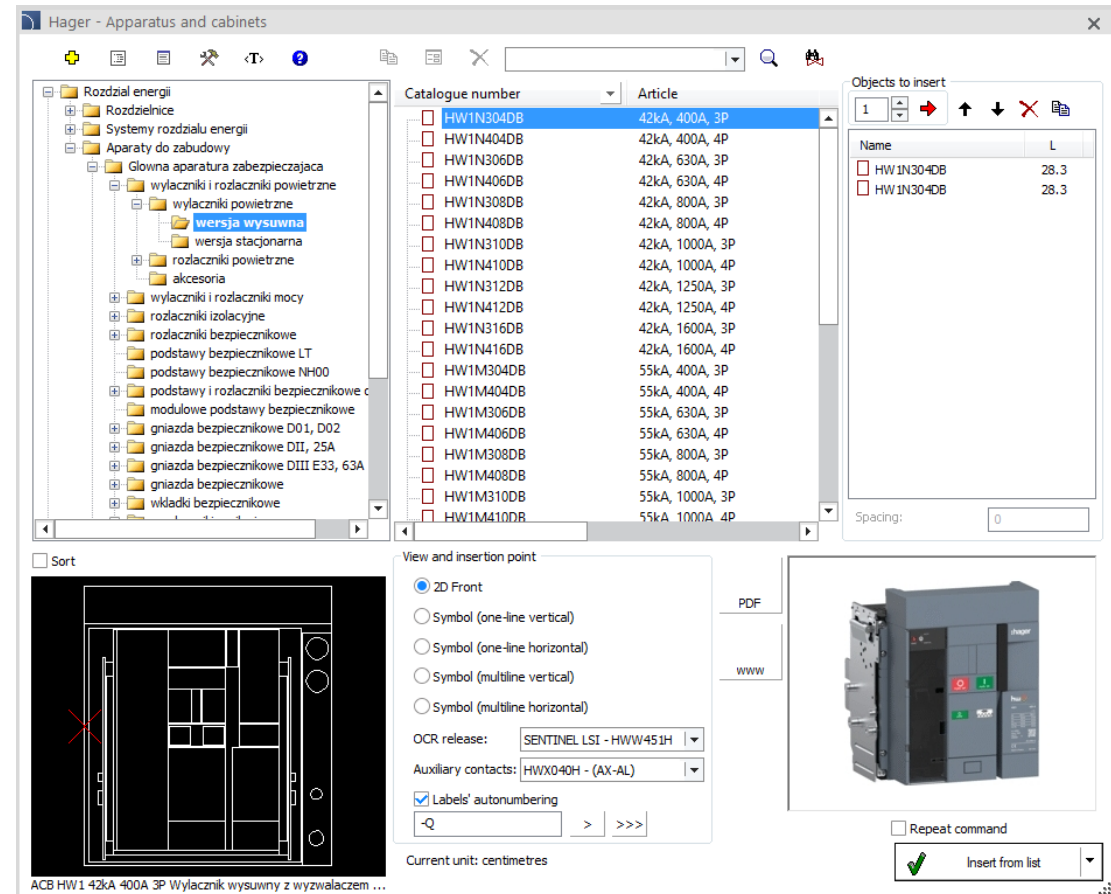 Hager - Apparatus and cabinets
<T>
Rozdzial energii
Rozdzielnice
Systemy rozdzialu energii
Aparaty do zabudowy
Glowna aparatura zabezpieczajaca
wylaczniki i rozlaczniki powietrzne
wylaczniki powietrzne
wersja wysuwna
wersja stacjonarna
rozlaczniki powietrzne
akcesoria
wylaczniki i rozlaczniki mocy
rozlaczniki izolacyjne
rozlaczniki bezpiecznikowe
podstawy bezpiecznikowe LT
podstawy bezpiecznikowe NH00
podstawy i rozlaczniki bezpiecznikowe c
modulowe podstawy bezpiecznikowe
gniazda bezpiecznikowe D01, D02
gniazda bezpiecznikowe DII, 25A
gniazda bezpiecznikowe DIII E33, 63A
gniazda bezpiecznikowe
wkladki bezpiecznikowe
Catalogue number Article
HW1N304DB 42kA, 400A, 3P
HW1N404DB 42kA, 400A, 4P
HW1N306DB 42kA, 630A, 3P
HW1N406DB 42kA, 630A, 4P
HW1N308DB 42kA, 800A, 3P
HW1N408DB 42kA, 800A, 4P
HW1N310DB 42kA, 1000A, 3P
HW1N410DB 42kA, 1000A, 4P
HW1N312DB 42kA, 1250A, 3P
HW1N412DB 42kA, 1250A, 4P
HW1N316DB 42kA, 1600A, 3P
HW1N416DB 42kA, 1600A, 4P
HW1M304DB 55kA, 400A, 3P
HW1M404DB 55kA, 400A, 4P
HW1M306DB 55kA, 630A, 3P
HW1M406DB 55kA, 630A, 4P
HW1M308DB 55kA, 800A, 3P
HW1M408DB 55kA, 800A, 4P
HW1M310DB 55kA, 1000A, 3P
HW1M410DB 55kA, 1000A, 4P
Objects to insert
1
Name L
HW1N304DB 28.3
HW1N304DB 28.3
Spacing: 0
Sort
ACB HW1 42kA 400A 3P Wylacznik wysuwny z wyzwalaczem ...
View and insertion point
2D Front
Symbol (one-line vertical)
Symbol (one-line horizontal)
Symbol (multiline vertical)
Symbol (multiline horizontal)
OCR release: SENTINEL LSI - HWW451H
Auxiliary contacts: HWX040H - (AX-AL)
Labels' autonumbering
-Q > >>>
Current unit: centimetres
PDF
WWW
:hager
Repeat command
Insert from list